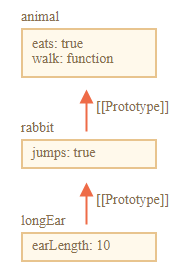 animal
eats: true
walk: function
[[Prototype]]
rabbit
jumps: true
[[Prototype]]
longEar
earLength: 10